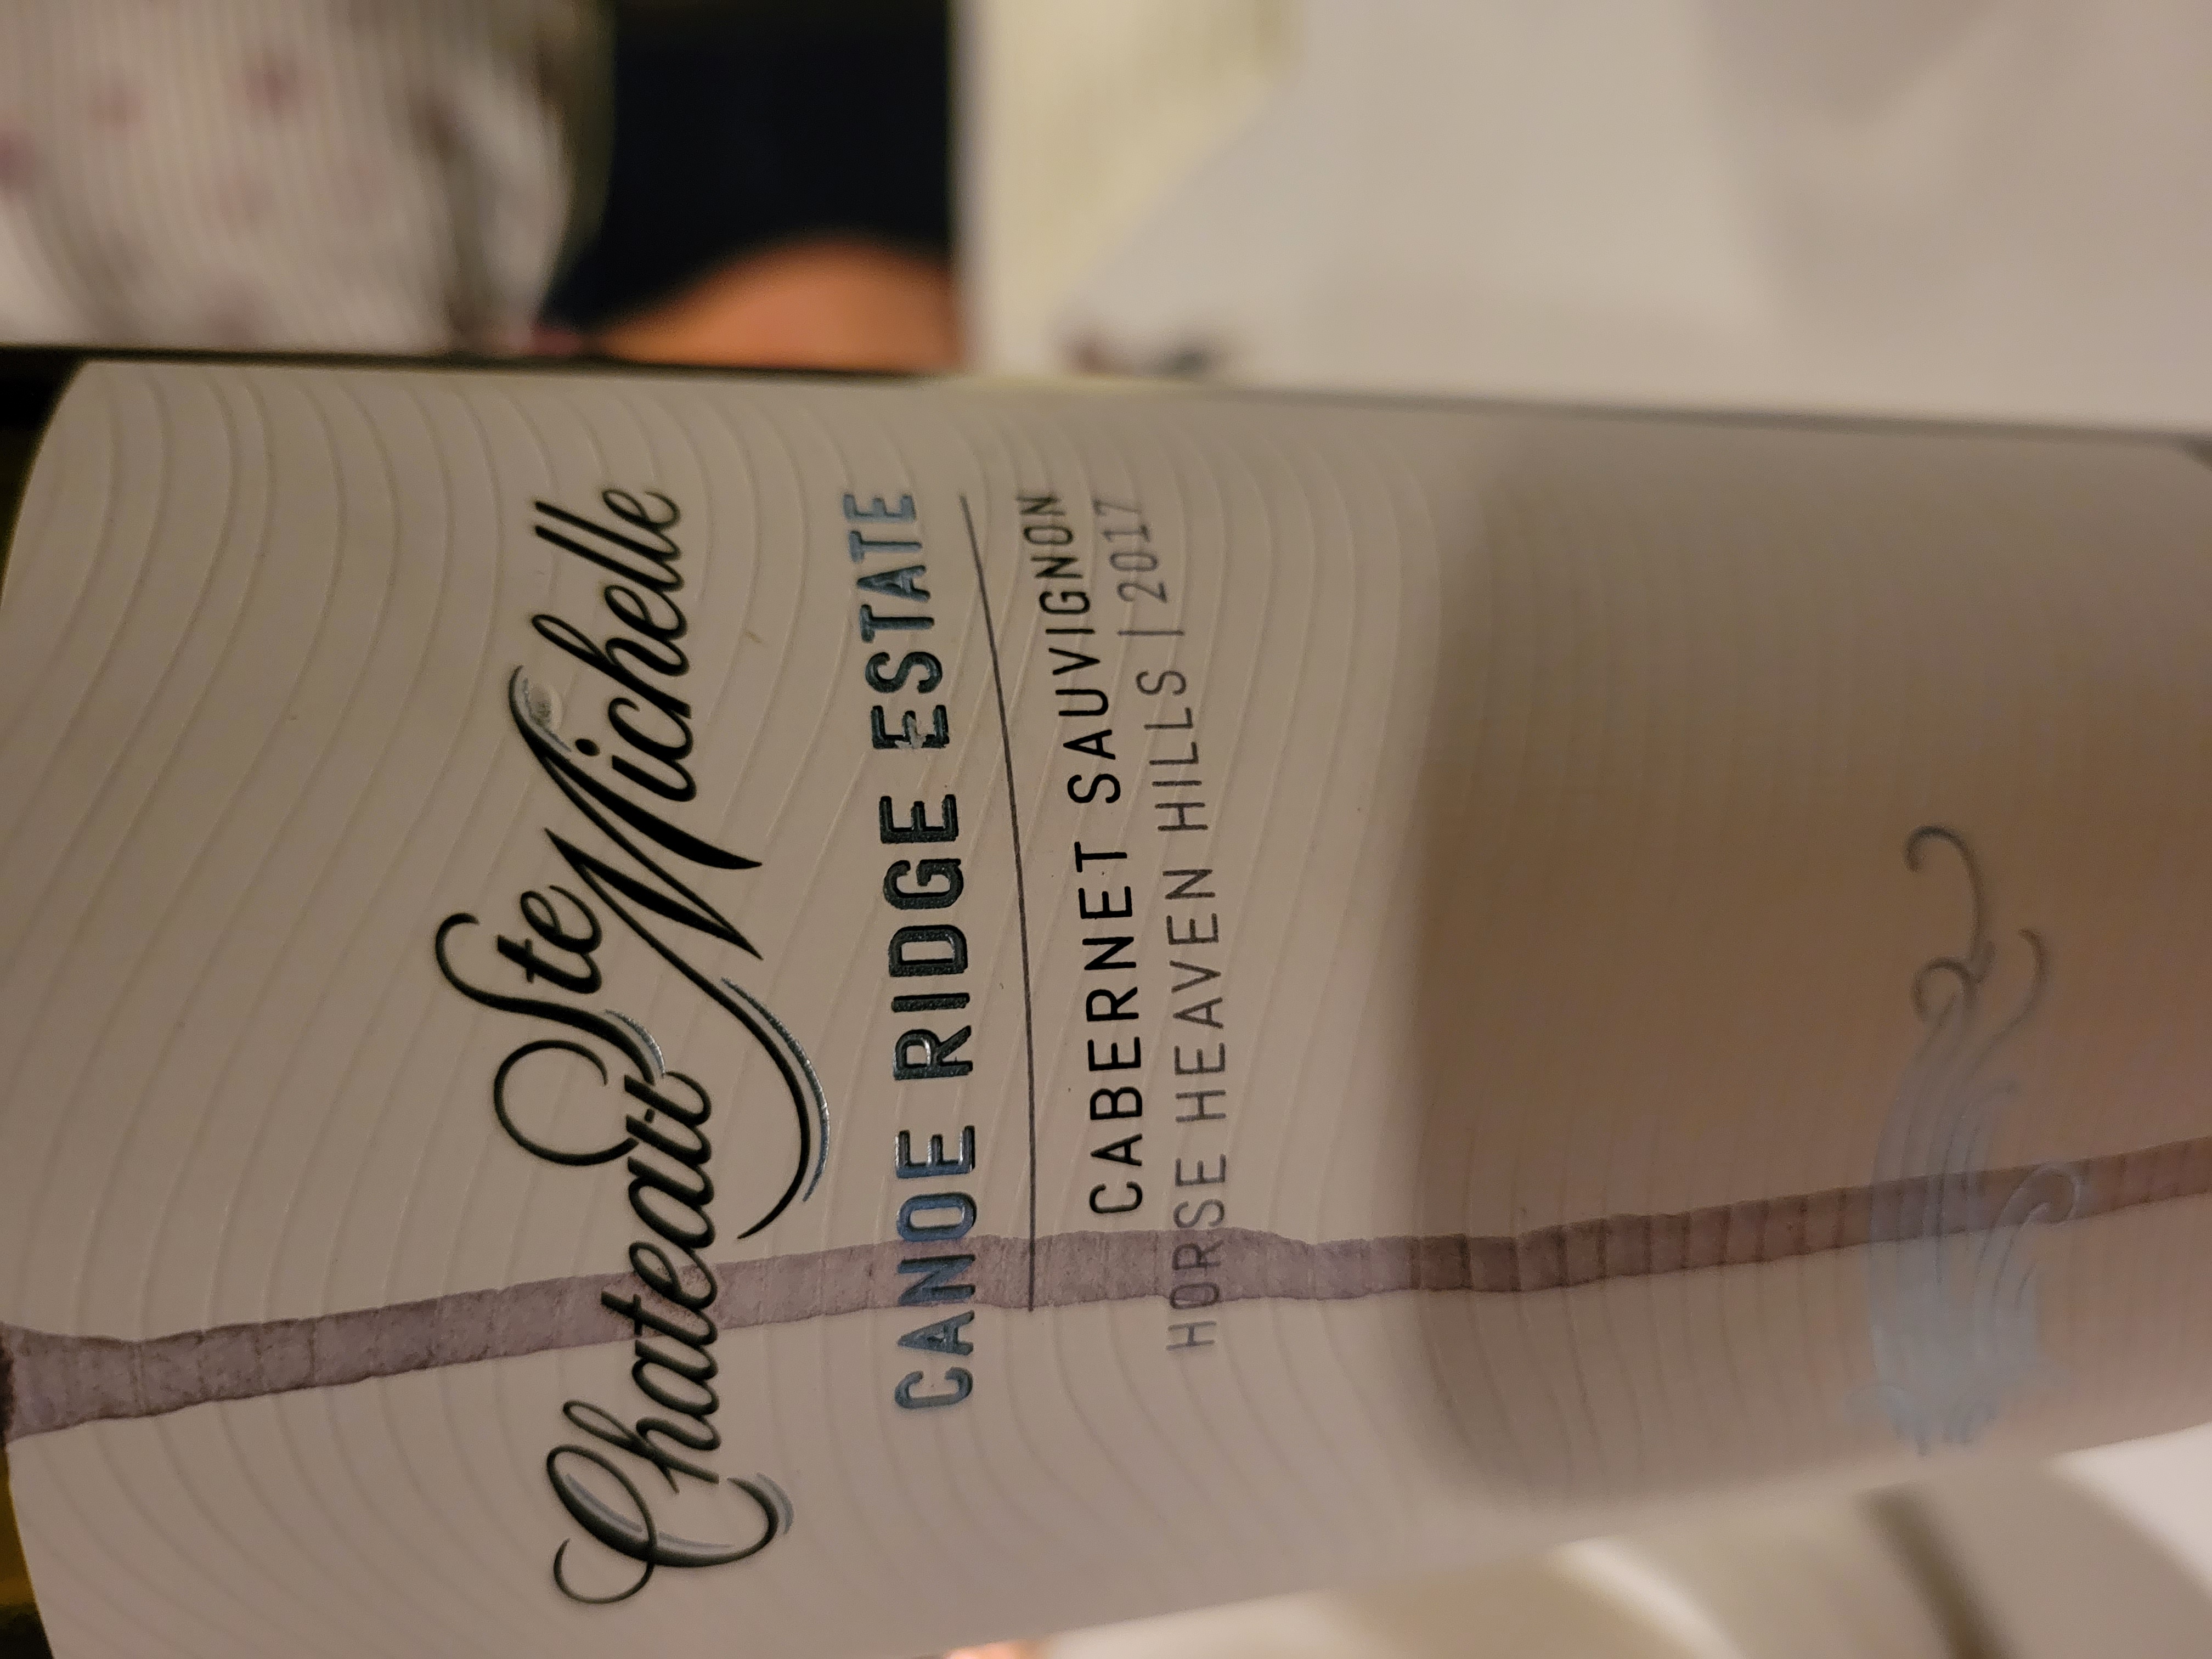 Chateau Ste Michelle
CANOE RIDGE ESTATE
CABERNET SAUVIGNON
HORSE HEAVEN HILLS | 2017